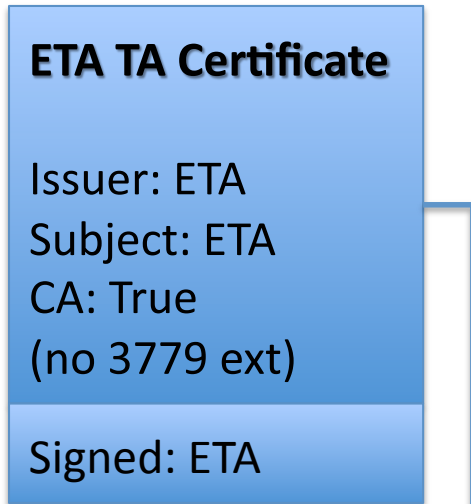 ETA TA Certificate
Issuer: ETA
Subject: ETA
CA: True
(no 3779 ext)
Signed: ETA